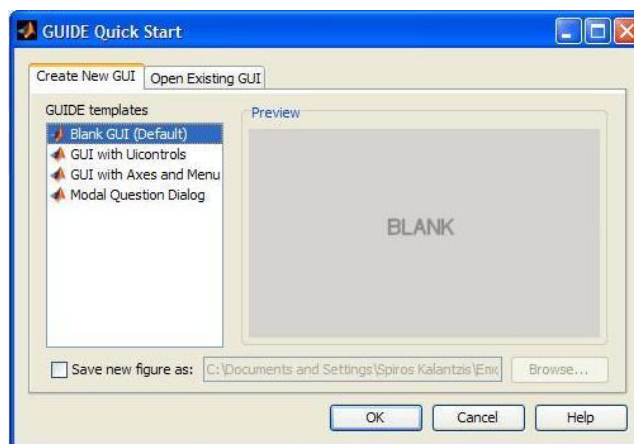 GUIDE Quick Start
Create New GUI
Open Existing GUI
GUIDE templates
Blank GUI (Default)
GUI with Uicontrols
GUI with Axes and Menu
Modal Question Dialog
Preview
BLANK
Save new figure as:
C:\Documents and Settings\Spiros Kalantzis\
Browse...
OK
Cancel
Help